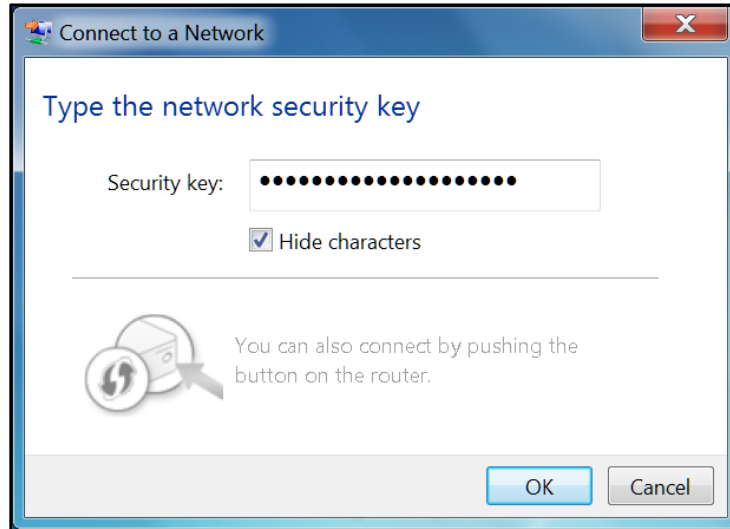 Connect to a Network
X
Type the network security key
Security key: ••••••••••••••••••••
Hide characters
You can also connect by pushing the
button on the router.
OK Cancel